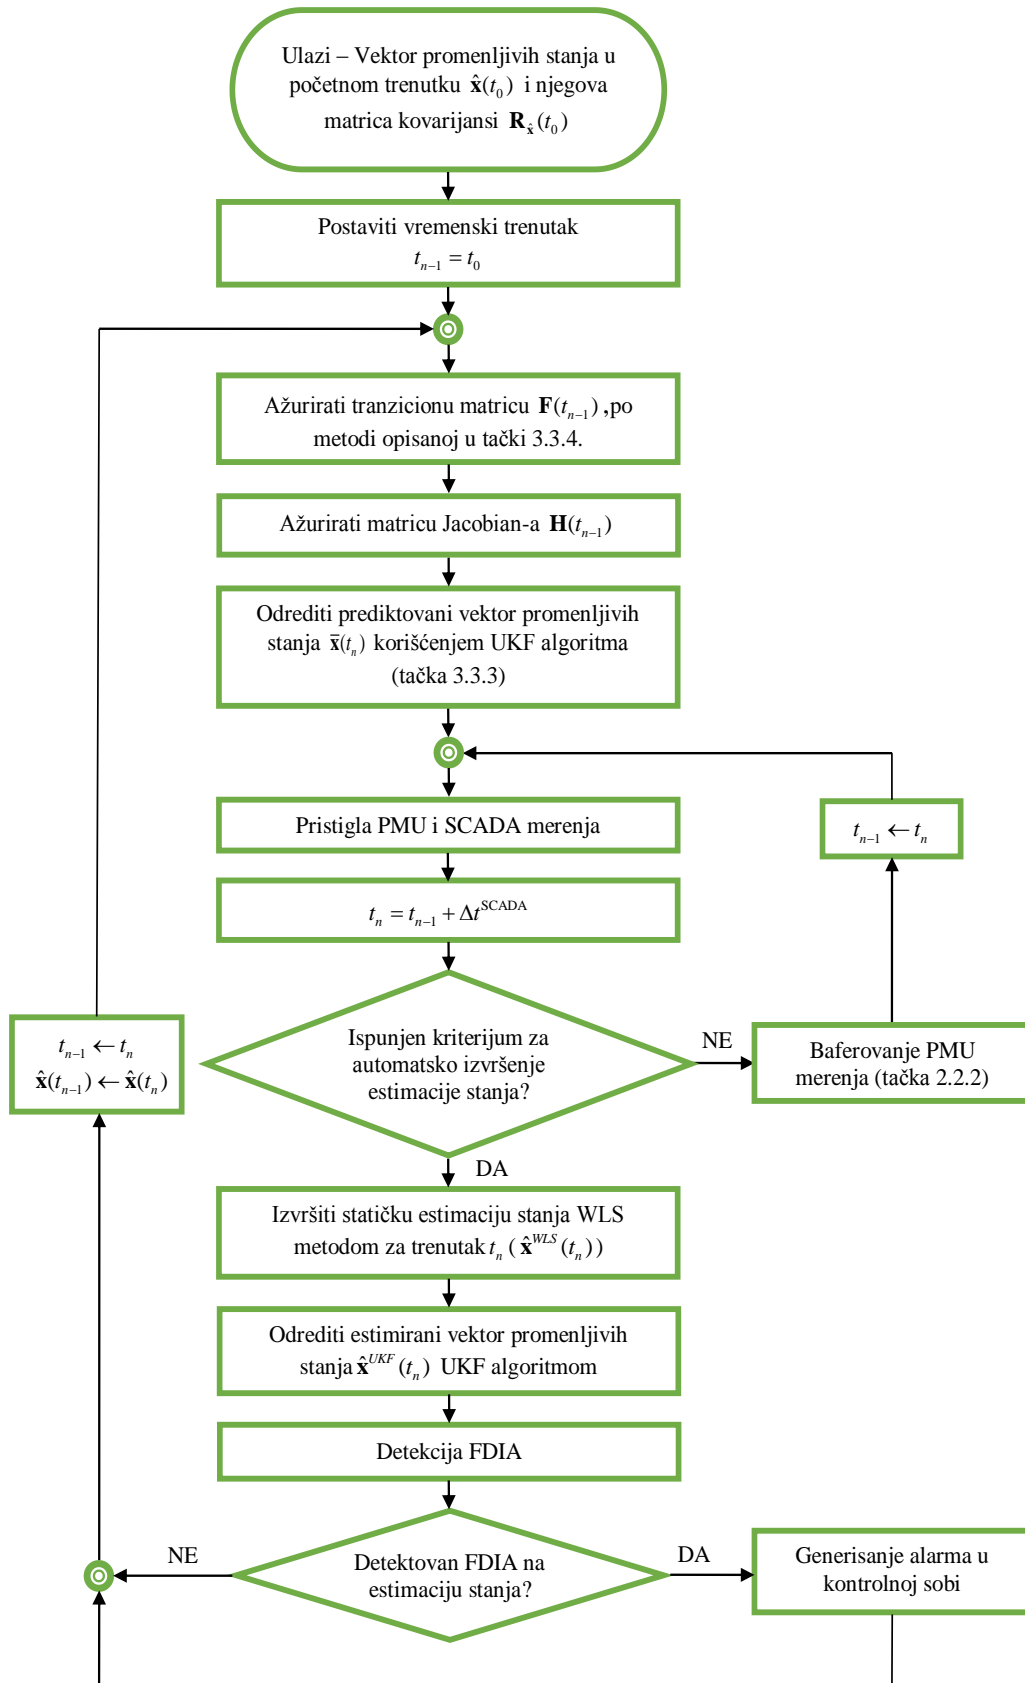 Ulazi – Vektor promenljivih stanja u
početnom trenutku x̂(t₀) i njegova
matrica kovarijansi R_x̂(t₀)
Postaviti vremenski trenutak
tₙ₋₁ = t₀
Ažurirati tranzicionu matricu F(tₙ₋₁), po
metodi opisanoj u tački 3.3.4.
Ažurirati matricu Jacobian-a H(tₙ₋₁)
Odrediti prediktovani vektor promenljivih
stanja x̄(tₙ) korišćenjem UKF algoritma
(tačka 3.3.3)
Pristigla PMU i SCADA merenja
tₙ₋₁ ← tₙ
tₙ = tₙ₋₁ + Δt^SCADA
Ispunjen kriterijum za
automatsko izvršenje
estimacije stanja?
NE
Baferovanje PMU
merenja (tačka 2.2.2)
tₙ₋₁ ← tₙ
x̂(tₙ₋₁) ← x̂(tₙ)
DA
Izvršiti statičku estimaciju stanja WLS
metodom za trenutak tₙ ( x̂^WLS(tₙ))
Odrediti estimirani vektor promenljivih
stanja x̂^UKF(tₙ) UKF algoritmom
Detekcija FDIA
NE
Detektovan FDIA na
estimaciju stanja?
DA
Generisanje alarma u
kontrolnoj sobi